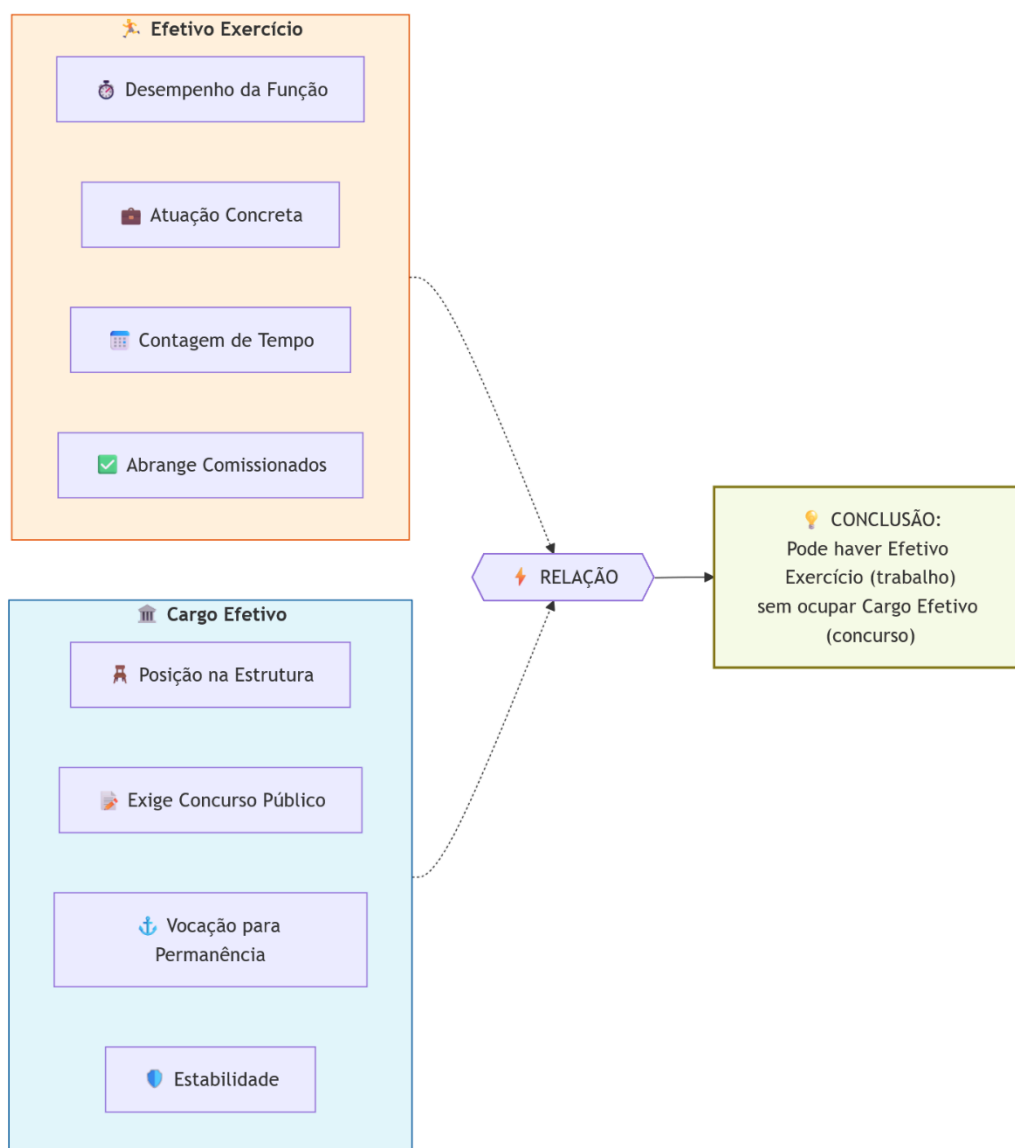 🏃 Efetivo Exercício
⏱️ Desempenho da Função
💼 Atuação Concreta
📅 Contagem de Tempo
✅ Abrange Comissionados
🏛️ Cargo Efetivo
🪑 Posição na Estrutura
📝 Exige Concurso Público
⚓ Vocação para
Permanência
🛡️ Estabilidade
⚡ RELAÇÃO
💡 CONCLUSÃO:
Pode haver Efetivo
Exercício (trabalho)
sem ocupar Cargo Efetivo
(concurso)